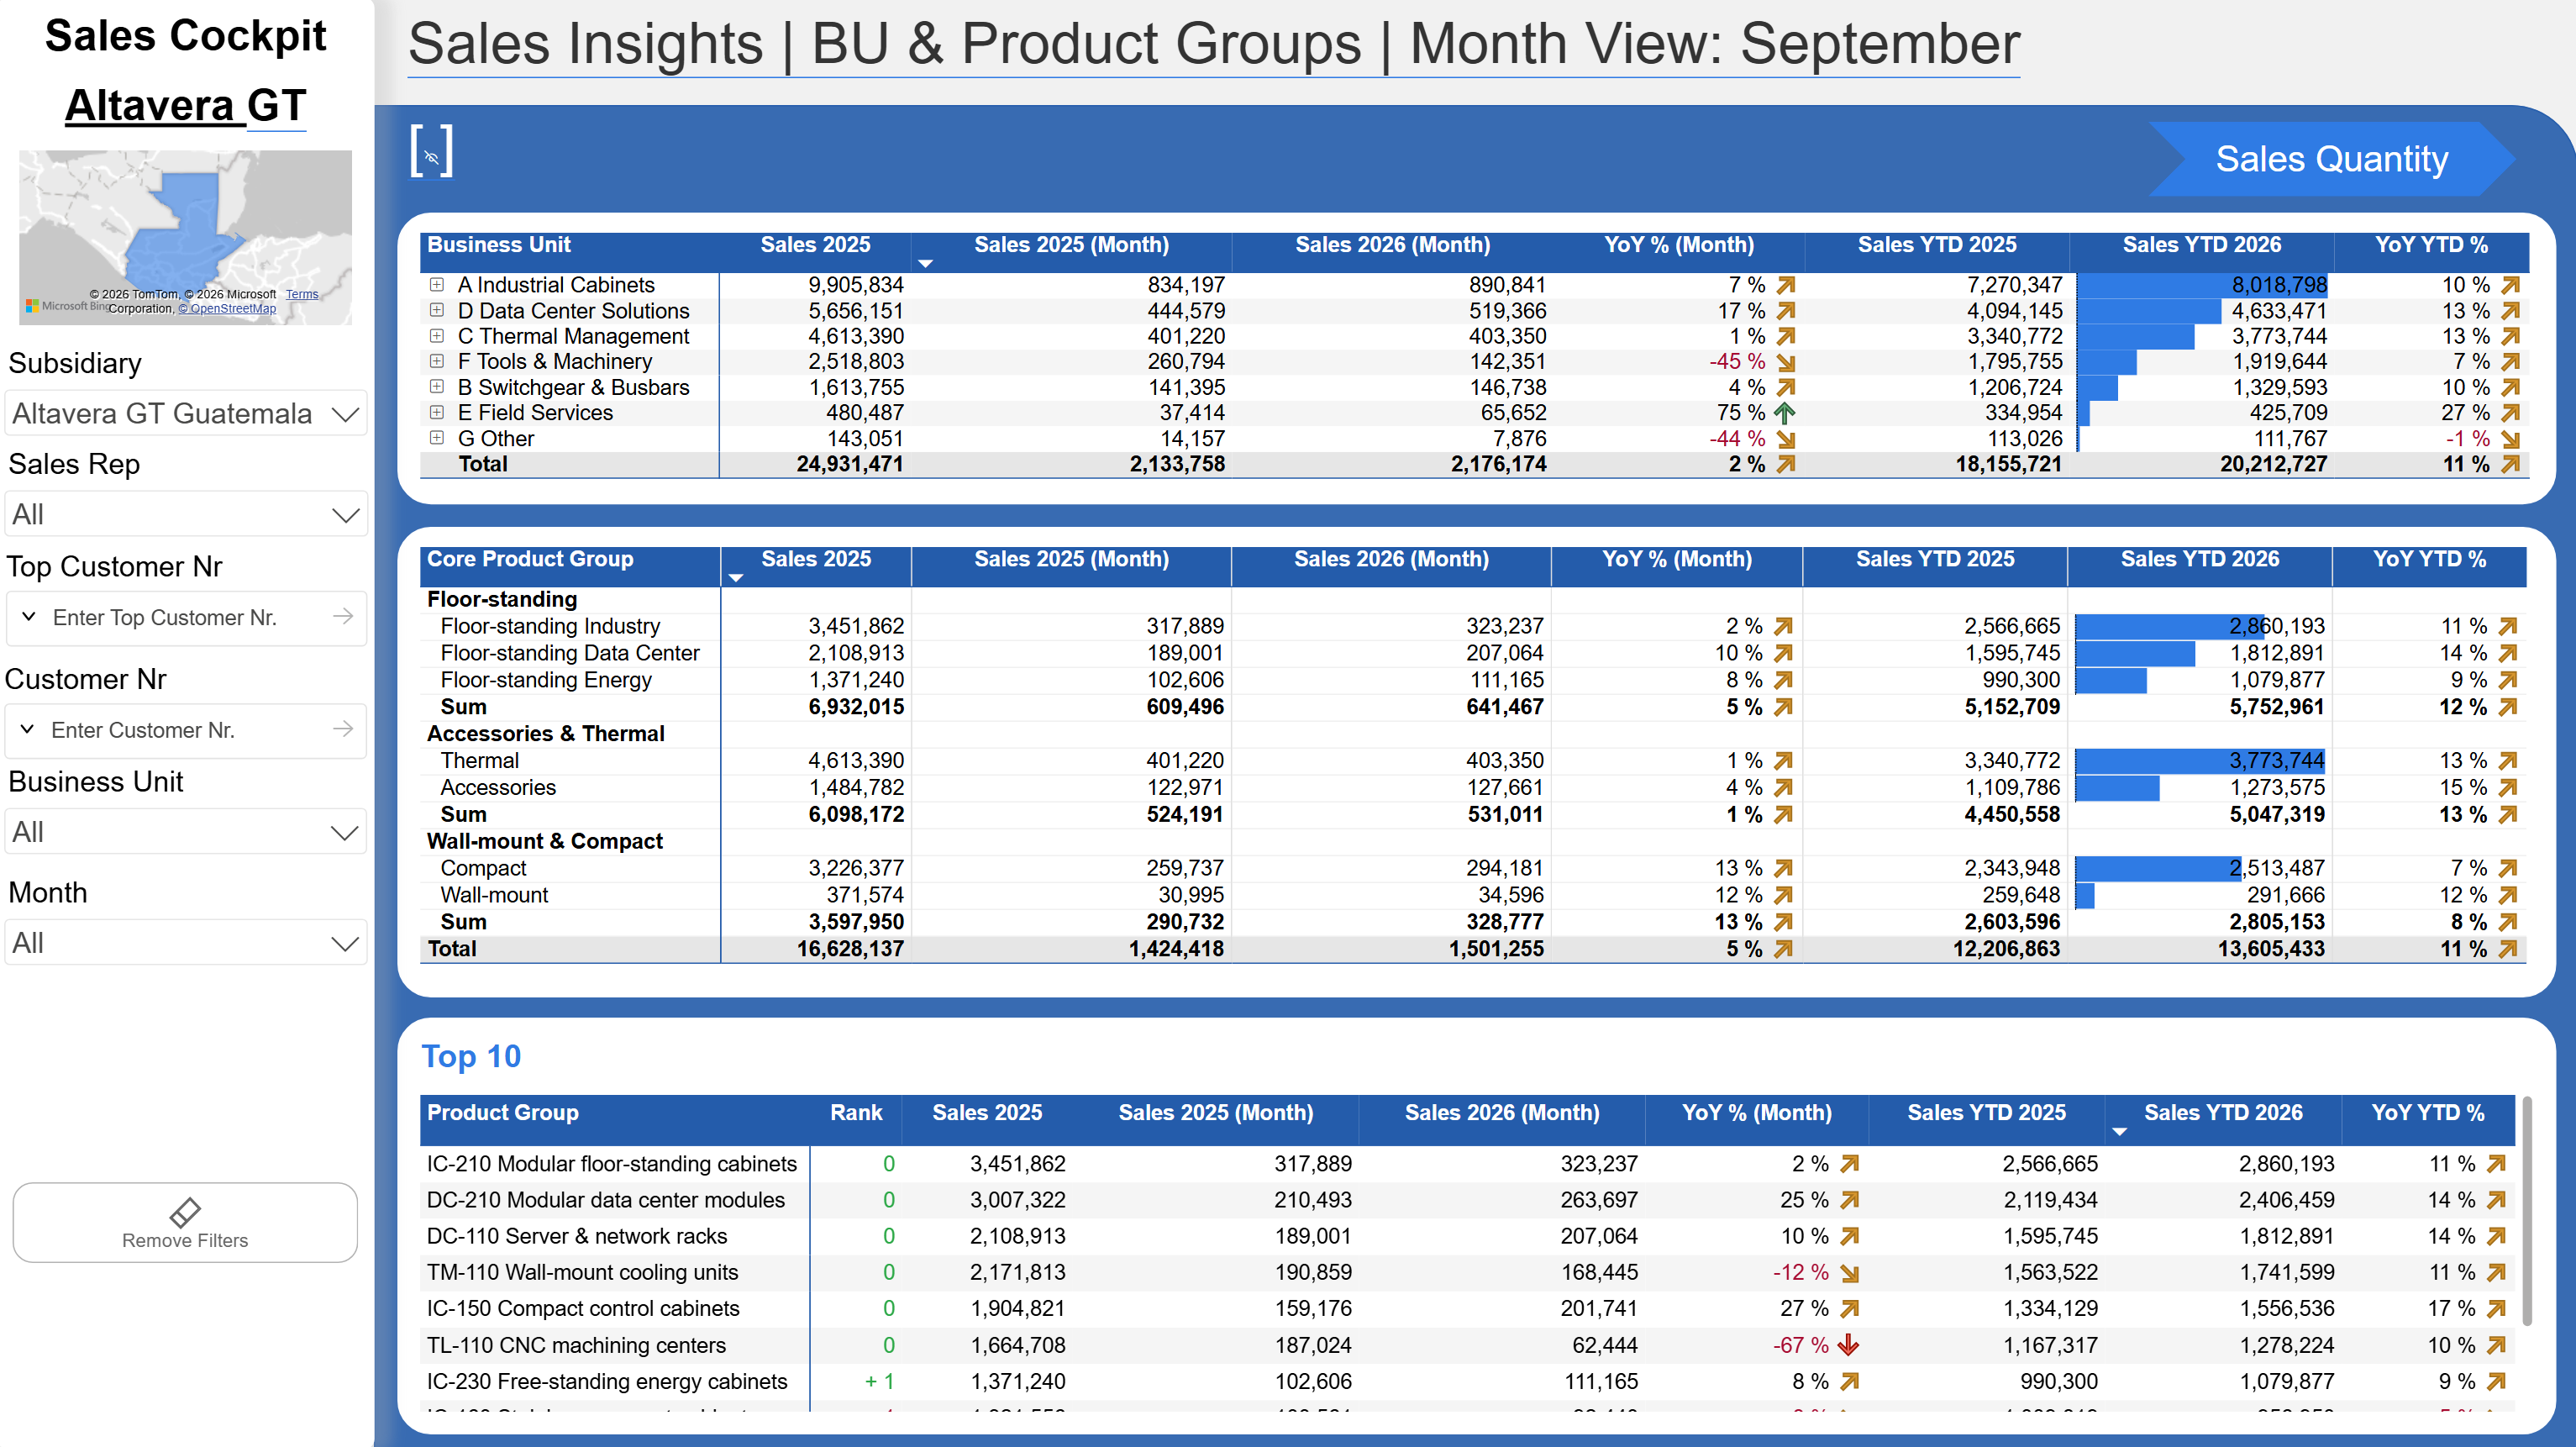 Sales Cockpit
Altavera GT
© 2026 TomTom, © 2026 Microsoft Terms
Microsoft Bing Corporation, © OpenStreetMap
Subsidiary
Altavera GT Guatemala
Sales Rep
All
Top Customer Nr
Enter Top Customer Nr.
Customer Nr
Enter Customer Nr.
Business Unit
All
Month
All
Remove Filters
Sales Insights | BU & Product Groups | Month View: September
Sales Quantity
Business Unit Sales 2025 Sales 2025 (Month) Sales 2026 (Month) YoY % (Month) Sales YTD 2025 Sales YTD 2026 YoY YTD %
A Industrial Cabinets 9,905,834 834,197 890,841 7 % 7,270,347 8,018,798 10 %
D Data Center Solutions 5,656,151 444,579 519,366 17 % 4,094,145 4,633,471 13 %
C Thermal Management 4,613,390 401,220 403,350 1 % 3,340,772 3,773,744 13 %
F Tools & Machinery 2,518,803 260,794 142,351 -45 % 1,795,755 1,919,644 7 %
B Switchgear & Busbars 1,613,755 141,395 146,738 4 % 1,206,724 1,329,593 10 %
E Field Services 480,487 37,414 65,652 75 % 334,954 425,709 27 %
G Other 143,051 14,157 7,876 -44 % 113,026 111,767 -1 %
Total 24,931,471 2,133,758 2,176,174 2 % 18,155,721 20,212,727 11 %
Core Product Group Sales 2025 Sales 2025 (Month) Sales 2026 (Month) YoY % (Month) Sales YTD 2025 Sales YTD 2026 YoY YTD %
Floor-standing
Floor-standing Industry 3,451,862 317,889 323,237 2 % 2,566,665 2,860,193 11 %
Floor-standing Data Center 2,108,913 189,001 207,064 10 % 1,595,745 1,812,891 14 %
Floor-standing Energy 1,371,240 102,606 111,165 8 % 990,300 1,079,877 9 %
Sum 6,932,015 609,496 641,467 5 % 5,152,709 5,752,961 12 %
Accessories & Thermal
Thermal 4,613,390 401,220 403,350 1 % 3,340,772 3,773,744 13 %
Accessories 1,484,782 122,971 127,661 4 % 1,109,786 1,273,575 15 %
Sum 6,098,172 524,191 531,011 1 % 4,450,558 5,047,319 13 %
Wall-mount & Compact
Compact 3,226,377 259,737 294,181 13 % 2,343,948 2,513,487 7 %
Wall-mount 371,574 30,995 34,596 12 % 259,648 291,666 12 %
Sum 3,597,950 290,732 328,777 13 % 2,603,596 2,805,153 8 %
Total 16,628,137 1,424,418 1,501,255 5 % 12,206,863 13,605,433 11 %
Top 10
Product Group Rank Sales 2025 Sales 2025 (Month) Sales 2026 (Month) YoY % (Month) Sales YTD 2025 Sales YTD 2026 YoY YTD %
IC-210 Modular floor-standing cabinets 0 3,451,862 317,889 323,237 2 % 2,566,665 2,860,193 11 %
DC-210 Modular data center modules 0 3,007,322 210,493 263,697 25 % 2,119,434 2,406,459 14 %
DC-110 Server & network racks 0 2,108,913 189,001 207,064 10 % 1,595,745 1,812,891 14 %
TM-110 Wall-mount cooling units 0 2,171,813 190,859 168,445 -12 % 1,563,522 1,741,599 11 %
IC-150 Compact control cabinets 0 1,904,821 159,176 201,741 27 % 1,334,129 1,556,536 17 %
TL-110 CNC machining centers 0 1,664,708 187,024 62,444 -67 % 1,167,317 1,278,224 10 %
IC-230 Free-standing energy cabinets + 1 1,371,240 102,606 111,165 8 % 990,300 1,079,877 9 %